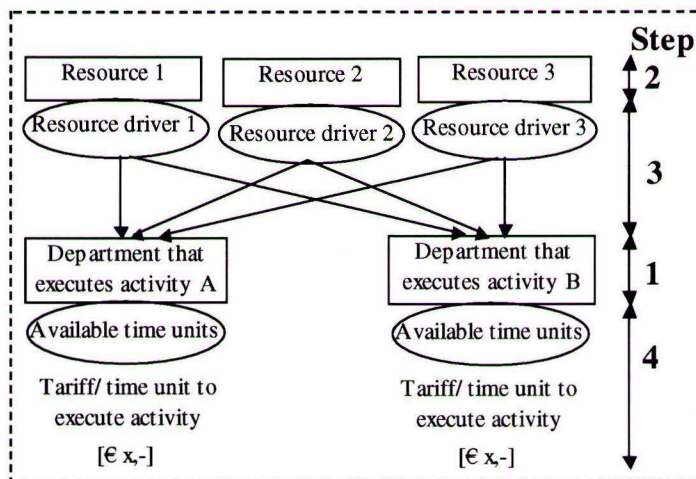 Step
Resource 1
Resource 2
Resource 3
2
Resource driver 1
Resource driver 2
Resource driver 3
3
Department that
executes activity A
Department that
executes activity B
1
Available time units
Available time units
4
Tariff/ time unit to
execute activity
Tariff/ time unit to
execute activity
[€ x,-]
[€ x,-]